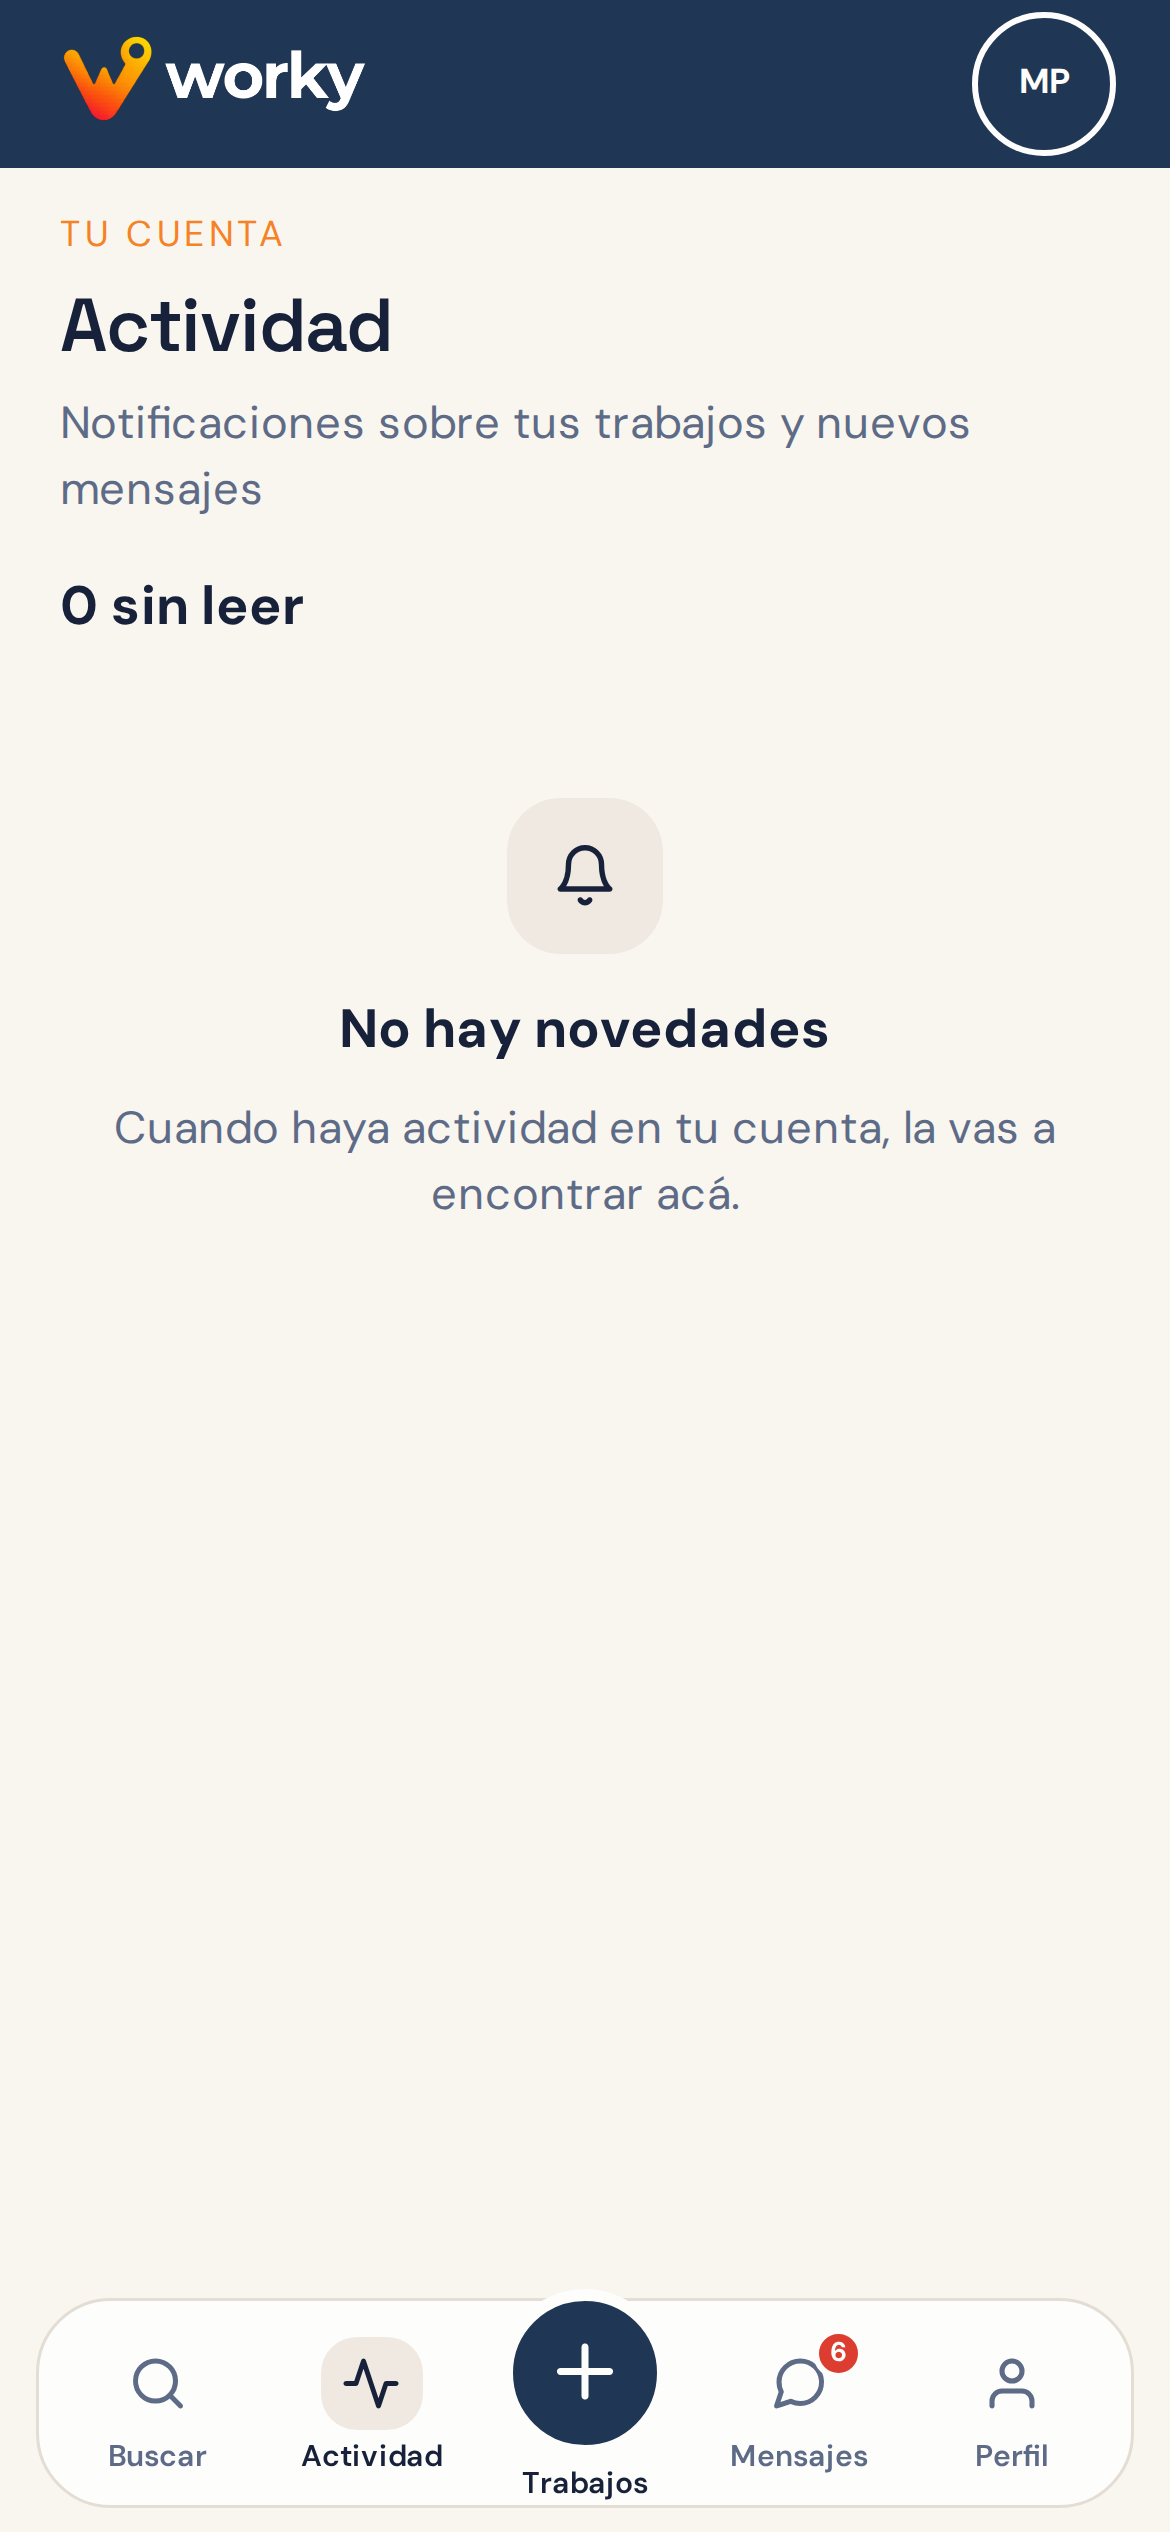 worky
MP
TU CUENTA
Actividad
Notificaciones sobre tus trabajos y nuevos
mensajes
0 sin leer
No hay novedades
Cuando haya actividad en tu cuenta, la vas a
encontrar acá.
6
Buscar
Actividad
Trabajos
Mensajes
Perfil